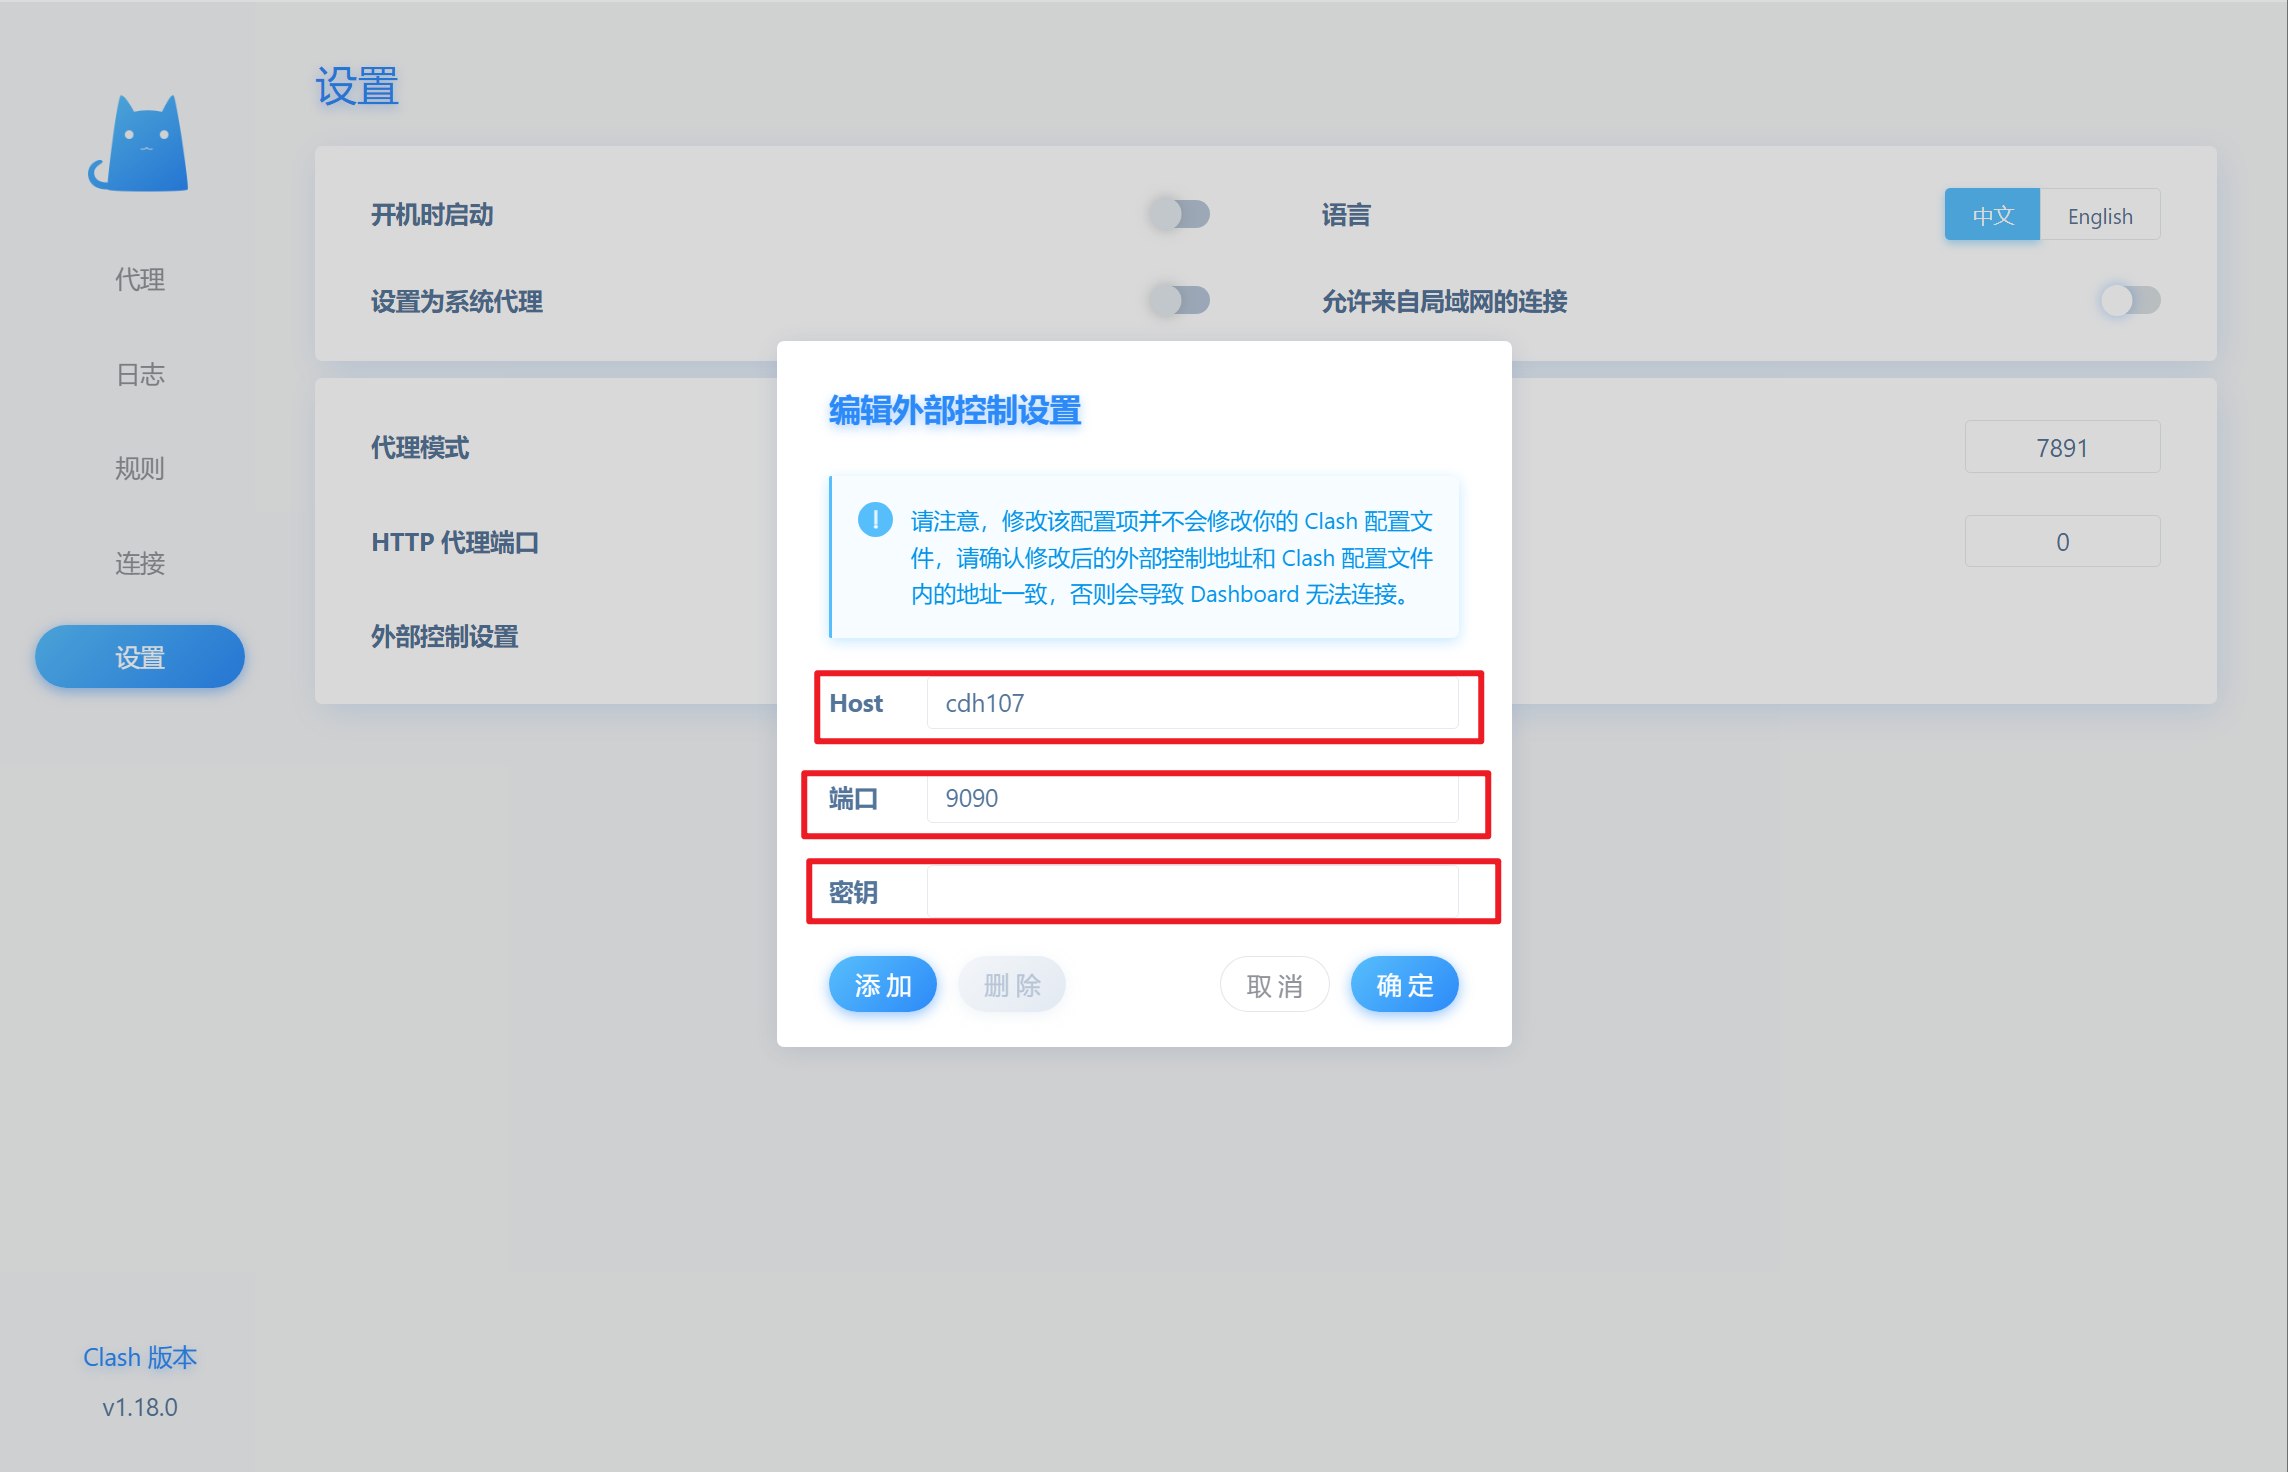 设置
代理
日志
规则
连接
设置
Clash 版本
v1.18.0
开机时启动
语言
中文
English
设置为系统代理
允许来自局域网的连接
代理模式
7891
HTTP 代理端口
0
外部控制设置
编辑外部控制设置
请注意，修改该配置项并不会修改你的 Clash 配置文
件，请确认修改后的外部控制地址和 Clash 配置文件
内的地址一致，否则会导致 Dashboard 无法连接。
Host
cdh107
端口
9090
密钥
添加
删除
取消
确定